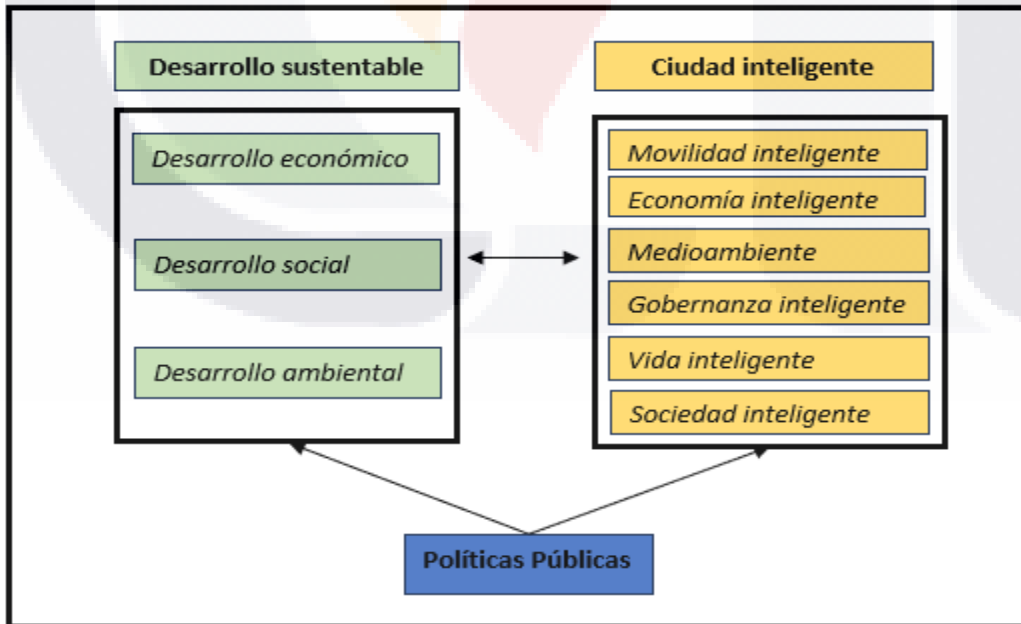 Desarrollo sustentable
Desarrollo económico
Desarrollo social
Desarrollo ambiental
Ciudad inteligente
Movilidad inteligente
Economía inteligente
Medioambiente
Gobernanza inteligente
Vida inteligente
Sociedad inteligente
Políticas Públicas